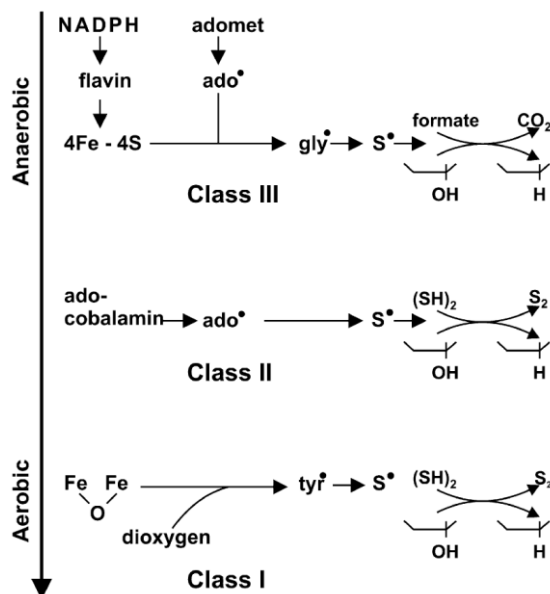 NADPH adomet
flavin ado•
Anaerobic
4Fe - 4S gly• S• formate CO2
OH H
Class III
ado-
cobalamin ado• S• (SH)2 S2
OH H
Class II
Aerobic
Fe Fe tyr• S• (SH)2 S2
O
dioxygen
OH H
Class I